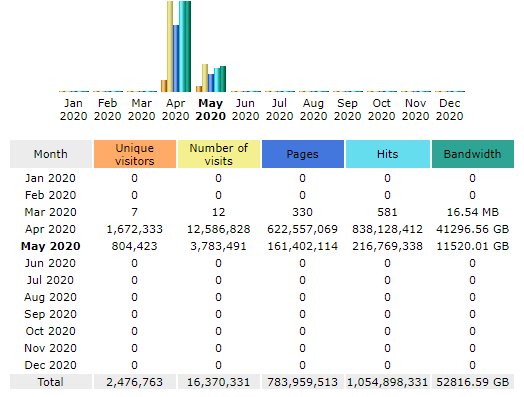 Jan Feb Mar Apr May Jun Jul Aug Sep Oct Nov Dec
2020 2020 2020 2020 2020 2020 2020 2020 2020 2020 2020 2020
Month Unique visitors Number of visits Pages Hits Bandwidth
Jan 2020 0 0 0 0 0
Feb 2020 0 0 0 0 0
Mar 2020 7 12 330 581 16.54 MB
Apr 2020 1,672,333 12,586,828 622,557,069 838,128,412 41296.56 GB
May 2020 804,423 3,783,491 161,402,114 216,769,338 11520.01 GB
Jun 2020 0 0 0 0 0
Jul 2020 0 0 0 0 0
Aug 2020 0 0 0 0 0
Sep 2020 0 0 0 0 0
Oct 2020 0 0 0 0 0
Nov 2020 0 0 0 0 0
Dec 2020 0 0 0 0 0
Total 2,476,763 16,370,331 783,959,513 1,054,898,331 52816.59 GB